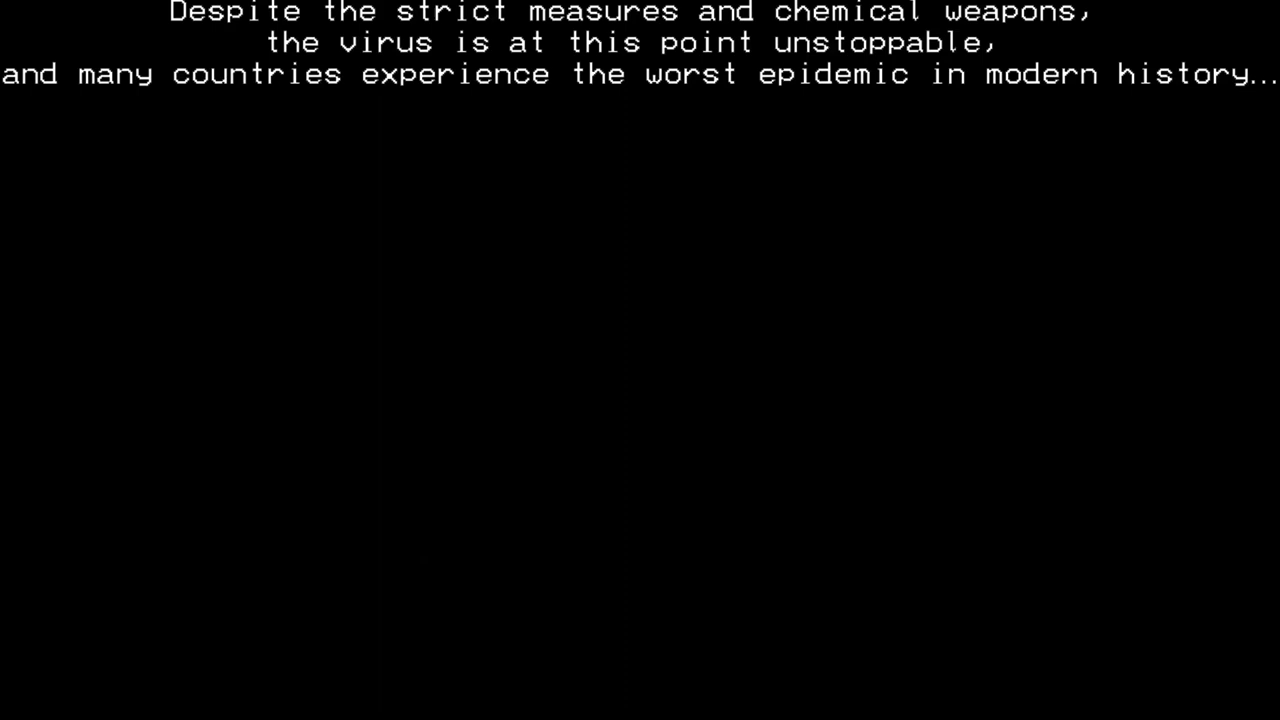 Despite the strict measures and chemical weapons,
the virus is at this point unstoppable,
and many countries experience the worst epidemic in modern history...